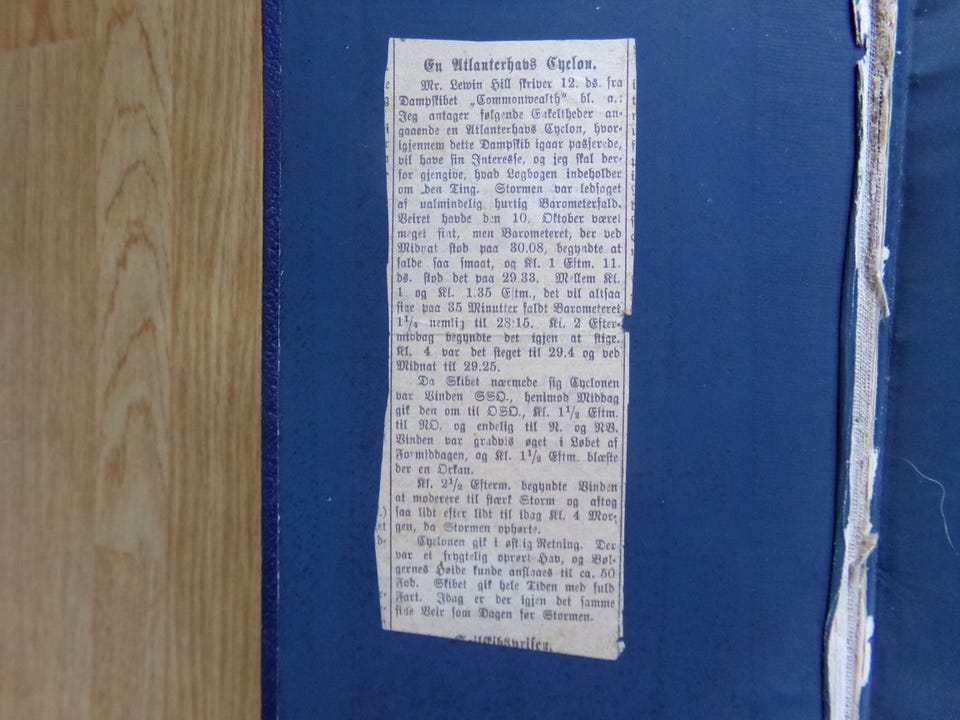 En Atlanterhavs Cyclon.
Mr. Lewin Hill skriver 12. ds. fra
Dampskibet „Commonwealth“ bl. a.:
Jeg antager følgende Enkeltheder an-
gaaende en Atlanterhavs Cyclon, hvor-
igjennem dette Dampskib igaar passerede,
vil have sin Interesse, og jeg skal der-
for gjengive, hvad Logbogen indeholder
om den Ting. Stormen var ledsaget
af ualmindelig hurtig Barometerfald.
Veiret havde den 10. Oktober været
meget fint, men Barometeret, der ved
Midnat stod paa 30.08, begyndte at
falde saa smaat, og Kl. 1 Eftm. 11.
ds. stod det paa 29.33. Mellem Kl.
1 og Kl. 1.35 Eftm., det vil altsaa
sige paa 35 Minutter faldt Barometeret
1¼ nemlig til 28:15. Kl. 2 Efter-
middag begyndte det igjen at stige.
Kl. 4 var det steget til 29.4 og ved
Midnat til 29.25.
Da Skibet nærmede sig Cyclonen
var Vinden SSO., henimod Middag
gik den om til OSO., Kl. 1½ Eftm.
til NO. og endelig til N. og NV.
Vinden var gradvis øget i Løbet af
Formiddagen, og Kl. 1½ Eftm. blæste
der en Orkan.
Kl. 2½ Efterm. begyndte Vinden
at moderere til stærk Storm og aftog
saa lidt efter lidt til idag Kl. 4 Mor-
gen, da Stormen ophørte.
Cyclonen gik i østlig Retning. Der
var et frygtelig oprørt Hav, og Bøl-
gernes Høide kunde anslaaes til ca. 50
Fod. Skibet gik hele Tiden med fuld
Fart. Idag er der igjen det samme
fine Veir som Dagen før Stormen.